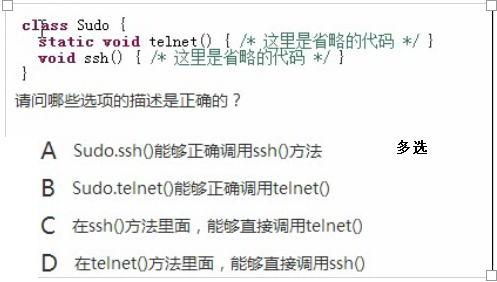 class Sudo {
static void telnet() { /* 这里是省略的代码 */ }
void ssh() { /* 这里是省略的代码 */ }
}
请问哪些选项的描述是正确的？
A Sudo.ssh()能够正确调用ssh()方法
多选
B Sudo.telnet()能够正确调用telnet()
C 在ssh()方法里面，能够直接调用telnet()
D 在telnet()方法里面，能够直接调用ssh()